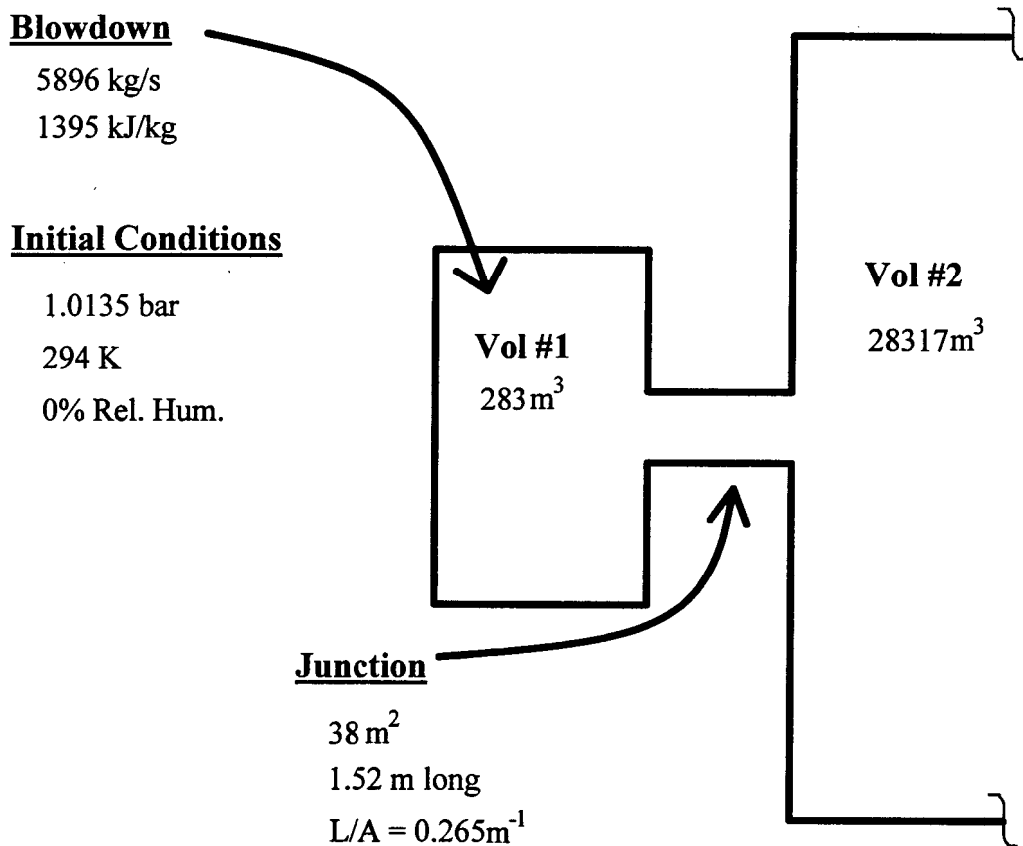 Blowdown
5896 kg/s
1395 kJ/kg
Initial Conditions
1.0135 bar
294 K
0% Rel. Hum.
Vol #1
283m³
Vol #2
28317m³
Junction
38 m²
1.52 m long
L/A = 0.265m⁻¹